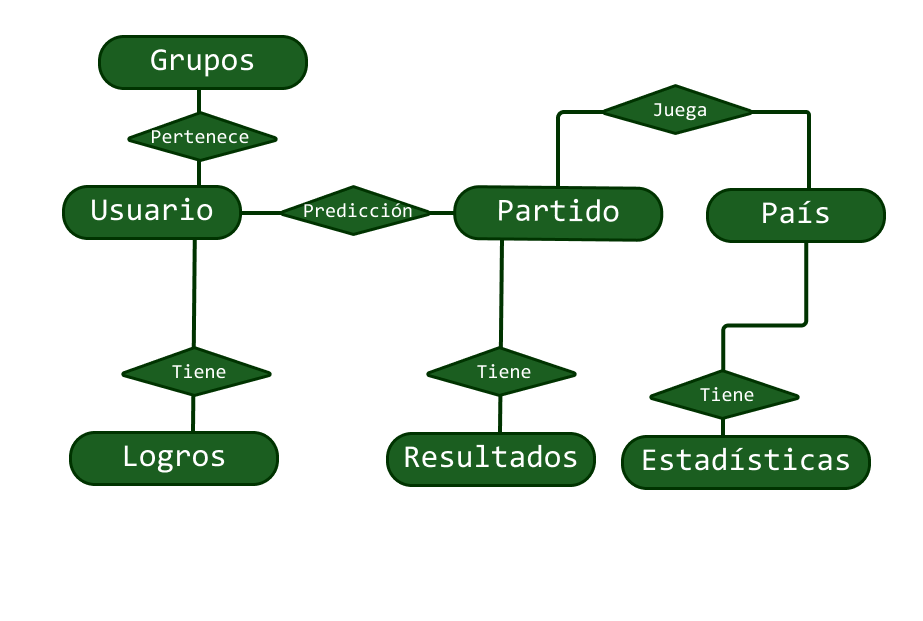 Grupos
Juega
Pertenece
Usuario
Predicción
Partido
País
Tiene
Tiene
Tiene
Logros
Resultados
Estadísticas